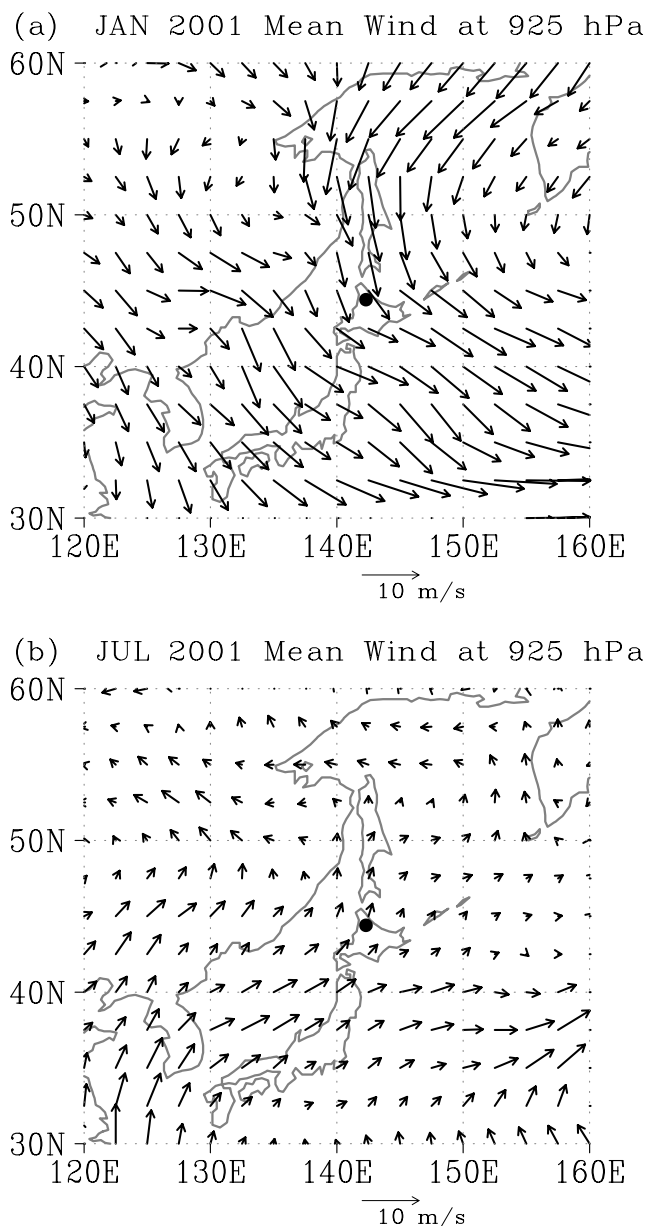 (a) JAN 2001 Mean Wind at 925 hPa
60N
50N
40N
30N
120E 130E 140E 150E 160E
10 m/s
(b) JUL 2001 Mean Wind at 925 hPa
60N
50N
40N
30N
120E 130E 140E 150E 160E
10 m/s